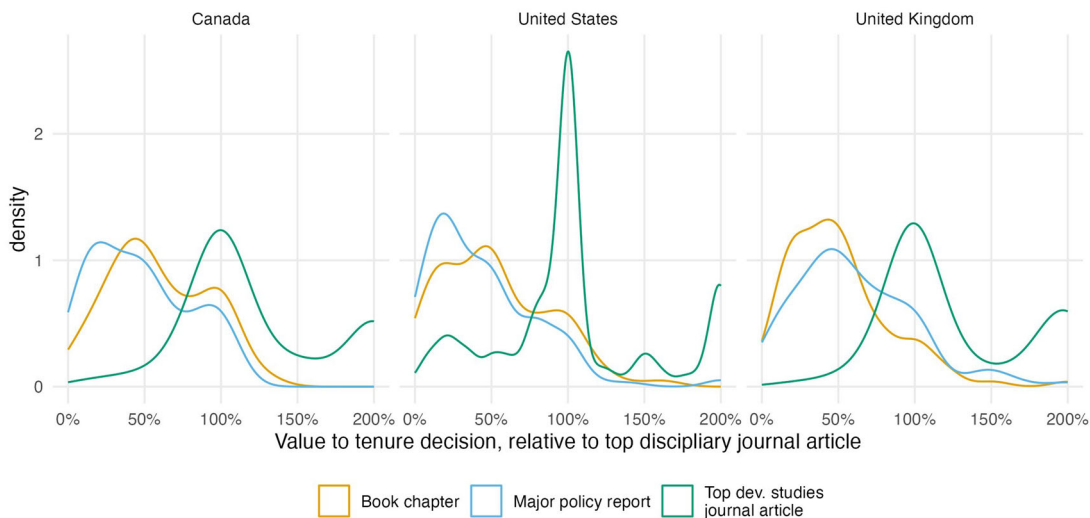 Canada
United States
United Kingdom
density
2
1
0
0% 50% 100% 150% 200%
0% 50% 100% 150% 200%
0% 50% 100% 150% 200%
Value to tenure decision, relative to top discipliary journal article
Book chapter
Major policy report
Top dev. studies
journal article